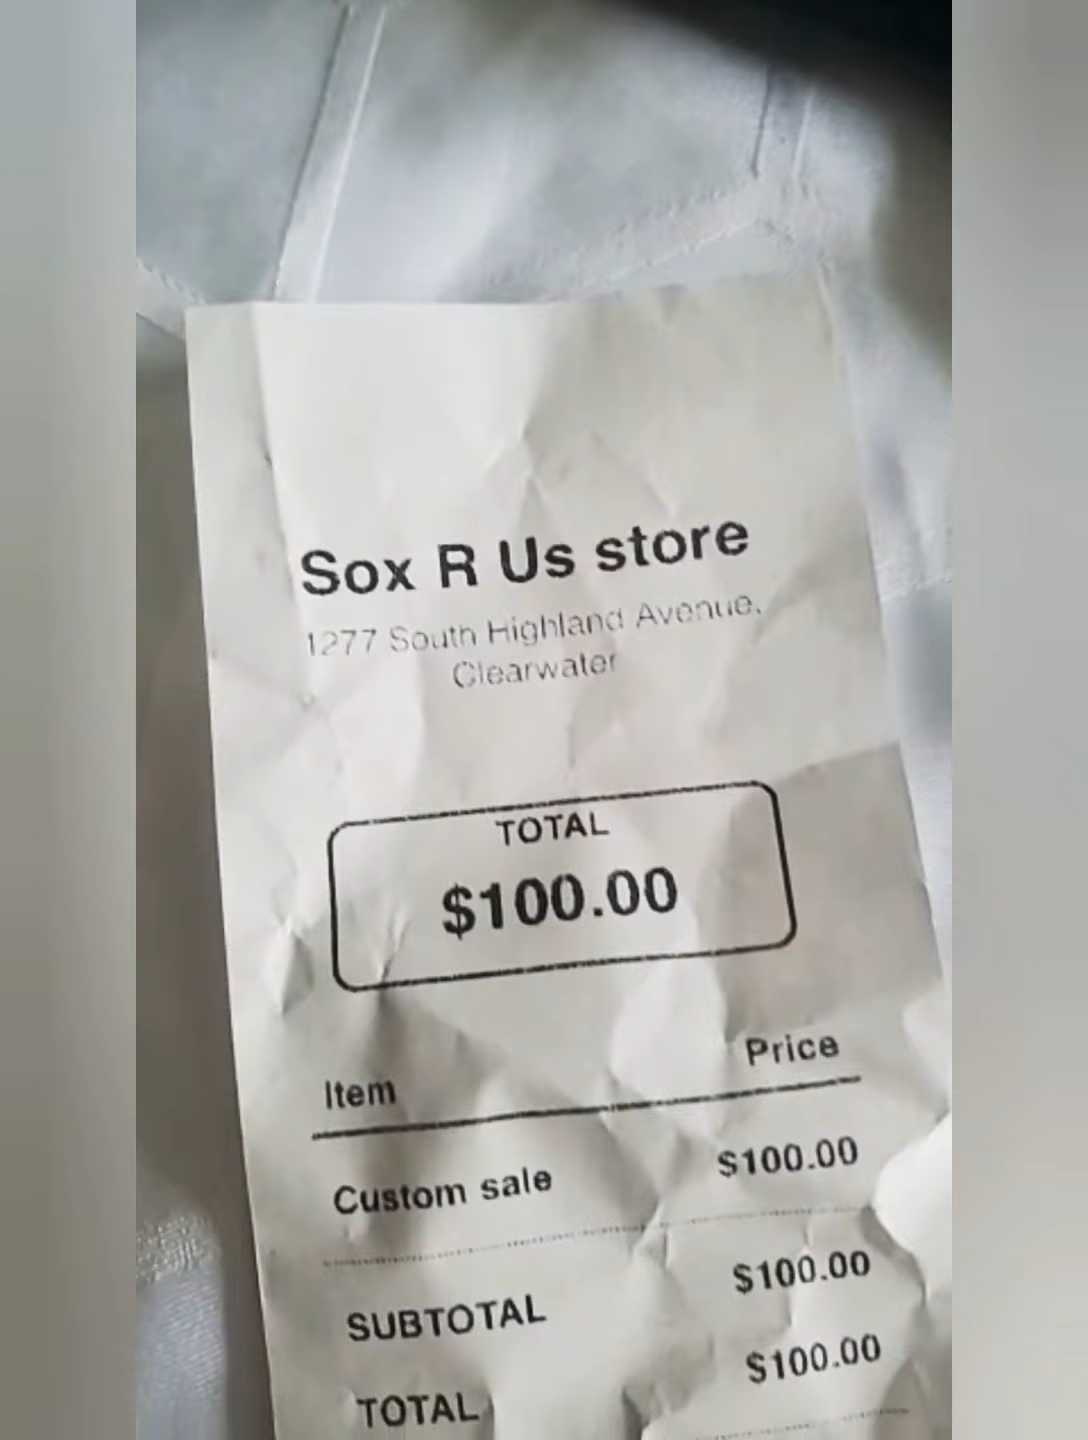 Sox R Us store
1277 South Highland Avenue,
Clearwater
TOTAL
$100.00
Item Price
Custom sale $100.00
SUBTOTAL $100.00
TOTAL $100.00